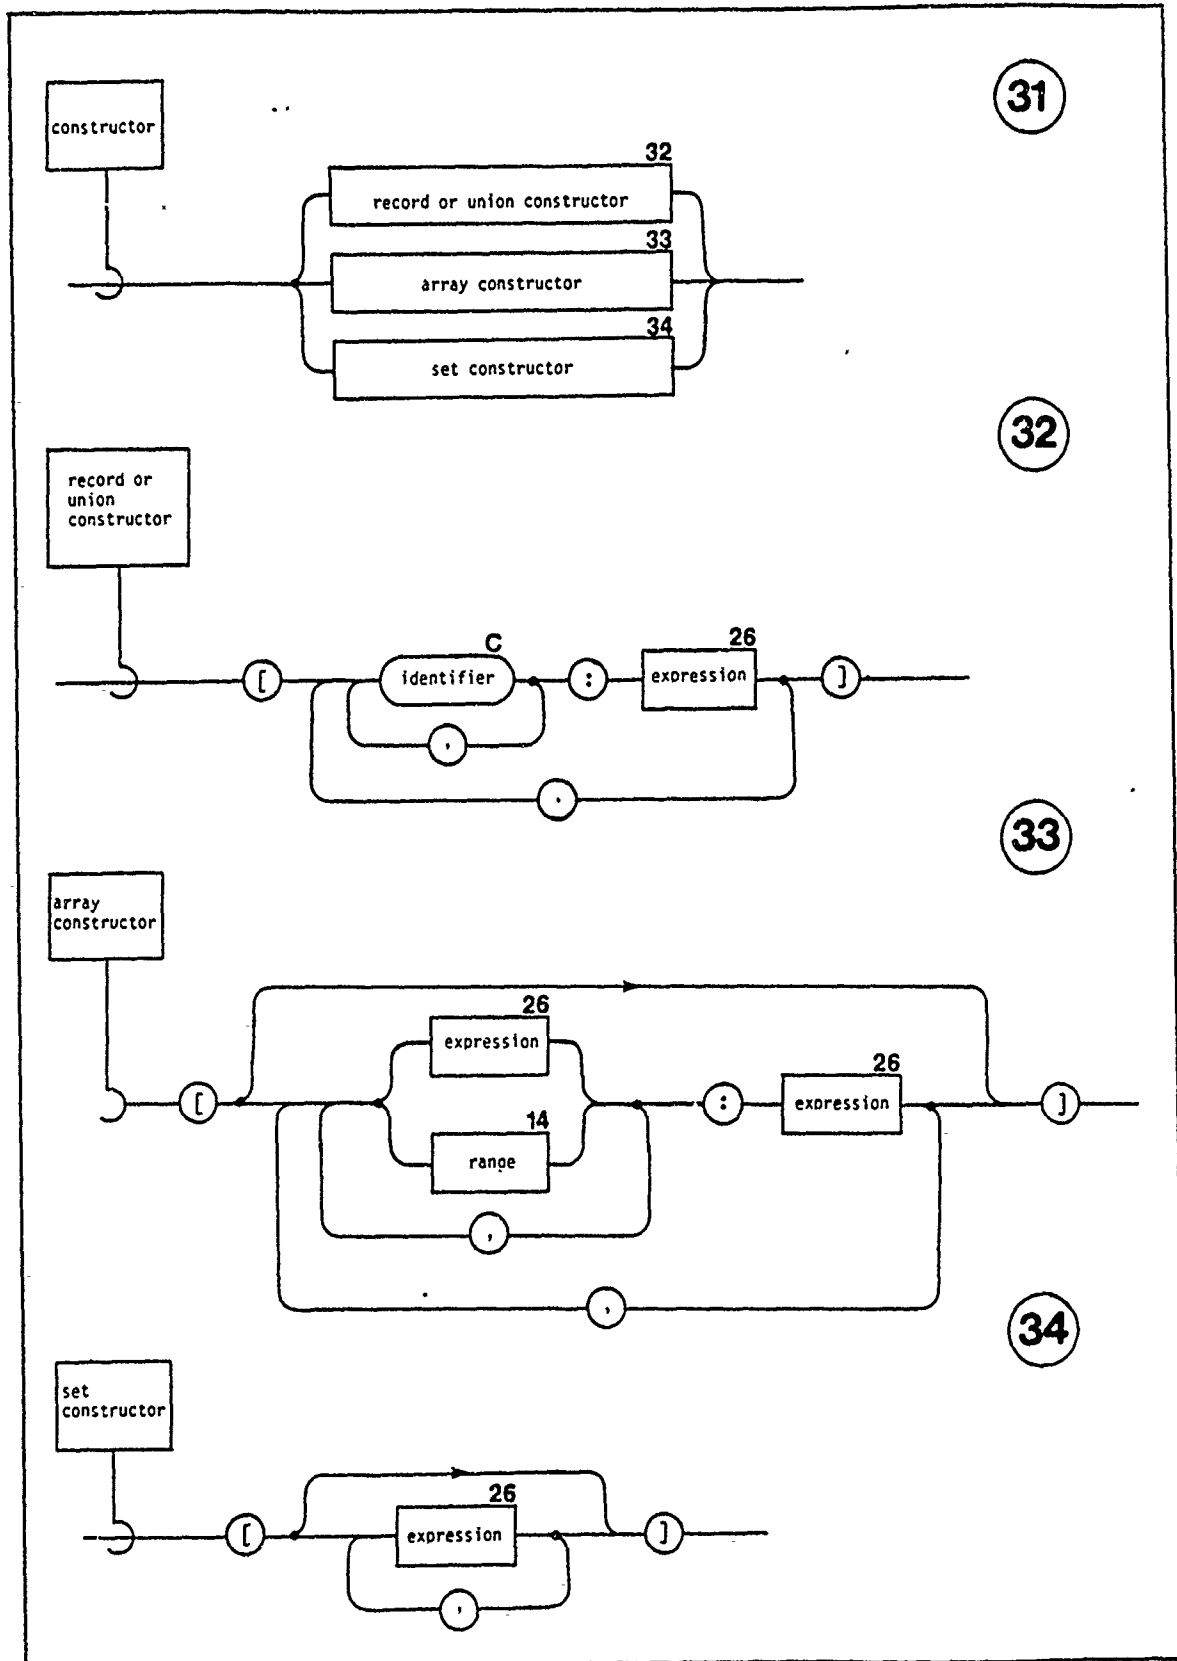 31
constructor
32
record or union constructor
33
array constructor
34
set constructor
32
record or
union
constructor
C
26
[
identifier
:
expression
]
,
,
33
array
constructor
26
expression
26
[
:
expression
]
14
range
,
,
34
set
constructor
26
[
expression
]
,